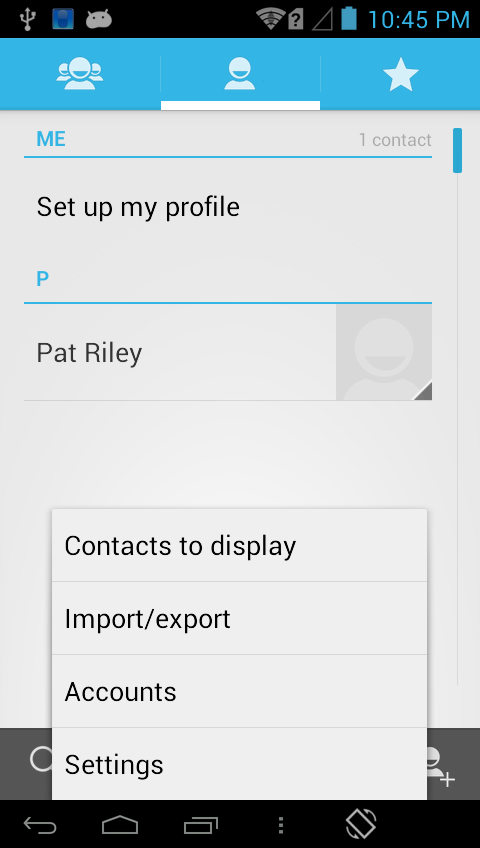 10:45 PM
ME
1 contact
Set up my profile
P
Pat Riley
Contacts to display
Import/export
Accounts
Settings